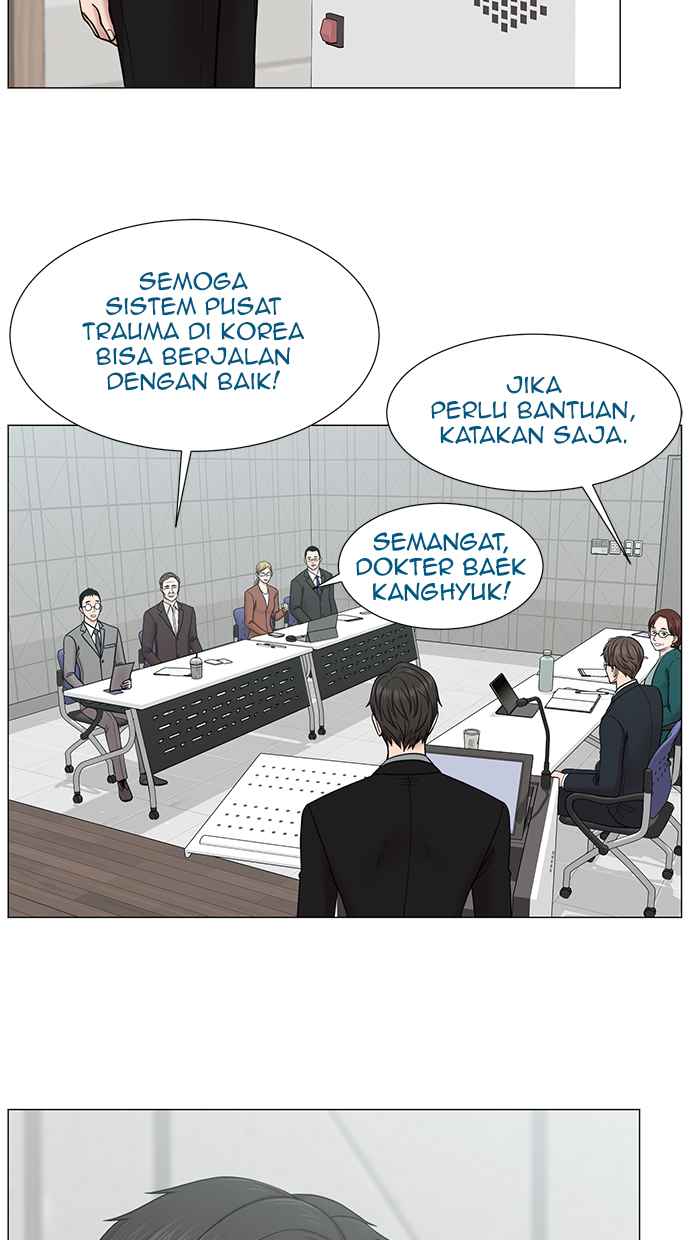 SEMOGA
SISTEM PUSAT
TRAUMA DI KOREA
BISA BERJALAN
DENGAN BAIK!
JIKA
PERLU BANTUAN,
KATAKAN SAJA.
SEMANGAT,
DOKTER BAEK
KANGHYUK!